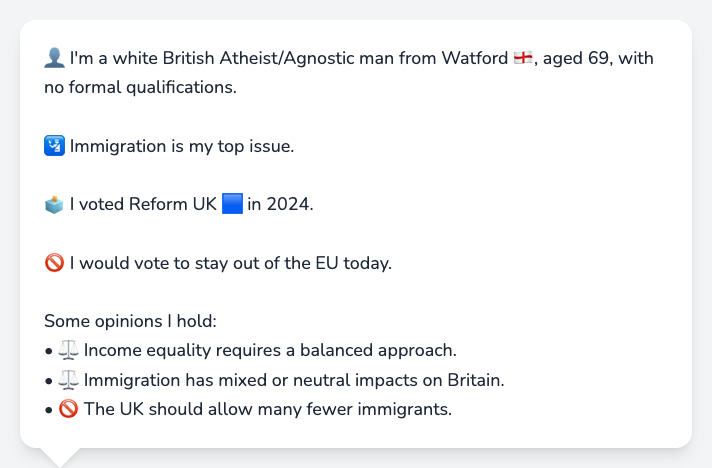 👤 I'm a white British Atheist/Agnostic man from Watford 🏴󠁧󠁢󠁥󠁮󠁧󠁿, aged 69, with
no formal qualifications.
🛂 Immigration is my top issue.
🗳️ I voted Reform UK 🟦 in 2024.
🚫 I would vote to stay out of the EU today.
Some opinions I hold:
• ⚖️ Income equality requires a balanced approach.
• ⚖️ Immigration has mixed or neutral impacts on Britain.
• 🚫 The UK should allow many fewer immigrants.